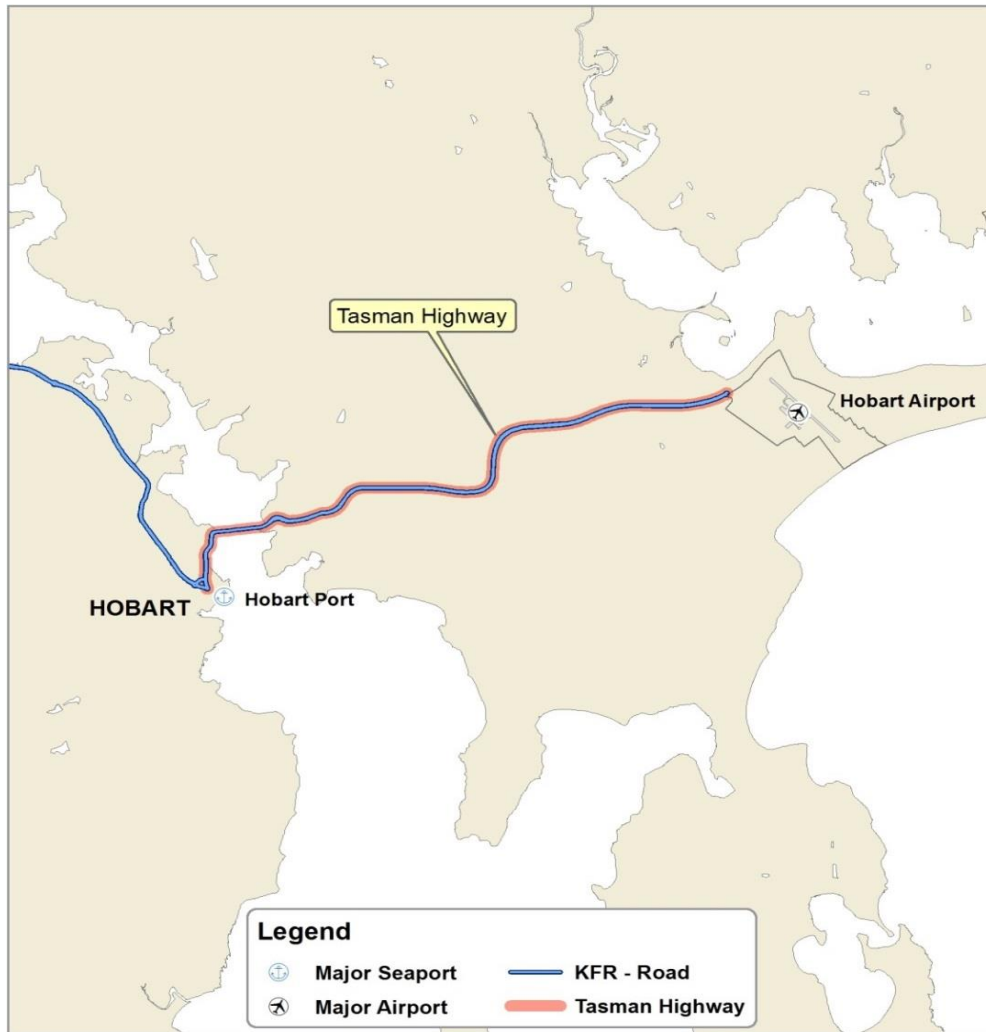 Tasman Highway
Hobart Airport
HOBART
Hobart Port
Legend
Major Seaport
KFR - Road
Major Airport
Tasman Highway